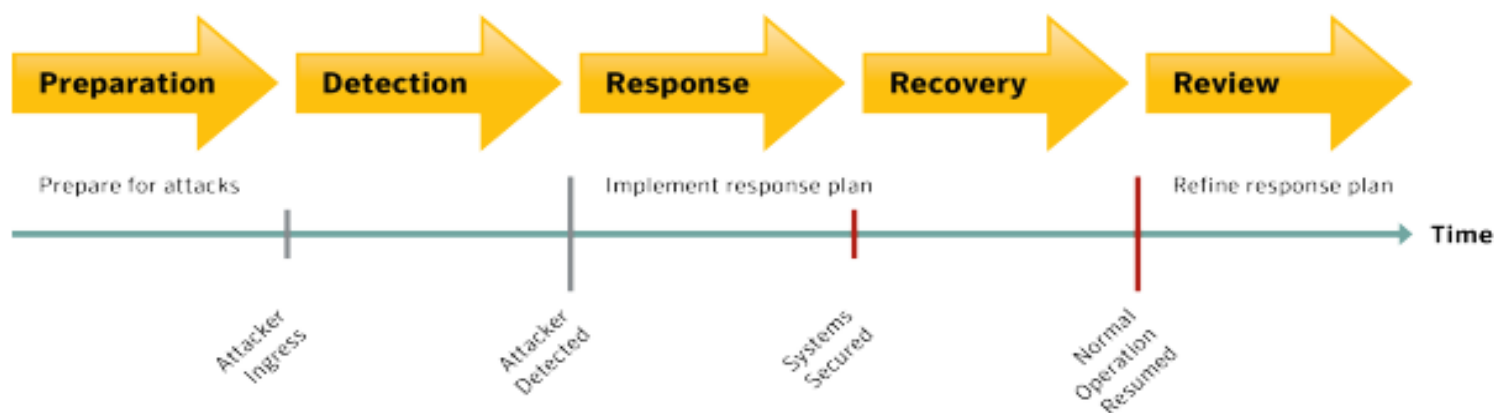 Preparation
Detection
Response
Recovery
Review
Prepare for attacks
Implement response plan
Refine response plan
Time
Attacker
Ingress
Attacker
Detected
Systems
Secured
Normal
Operation
Resumed